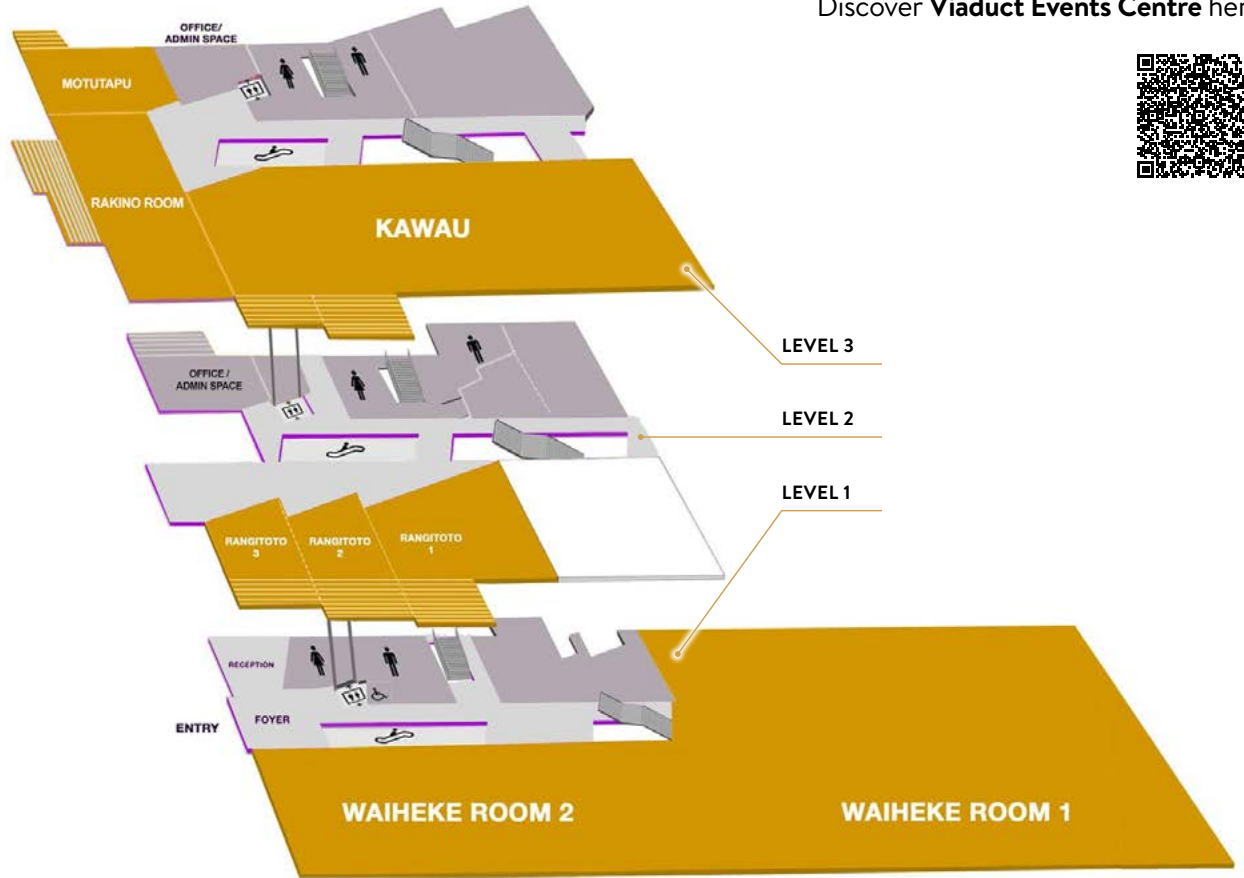 Discover Viaduct Events Centre her
OFFICE/
ADMIN SPACE
MOTUTAPU
RAKINO ROOM
KAWAU
LEVEL 3
OFFICE /
ADMIN SPACE
LEVEL 2
LEVEL 1
RANGITOTO
3
RANGITOTO
2
RANGITOTO
1
RECEPTION
ENTRY
FOYER
WAIHEKE ROOM 2
WAIHEKE ROOM 1